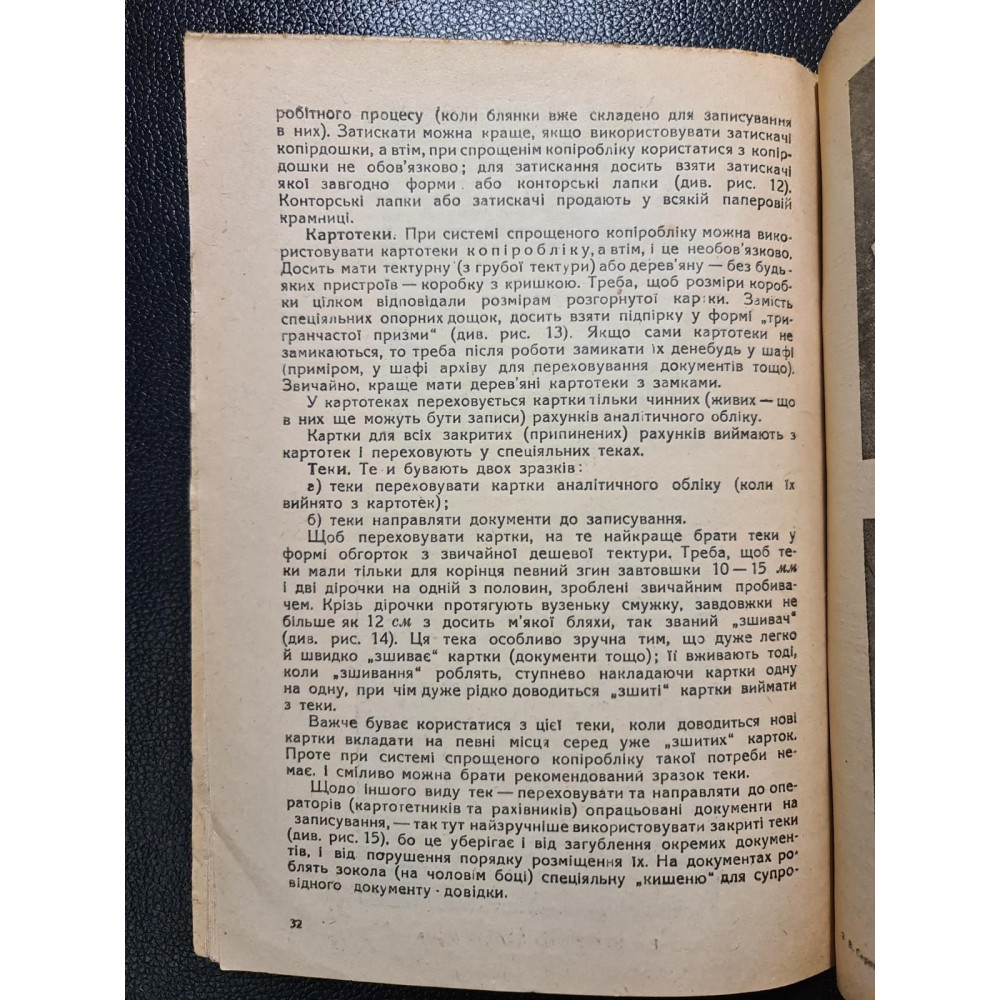 робітного процесу (коли блянки вже складено для записування
в них). Затискати можна краще, якщо використовувати затискачі
копірдошки, а втім, при спрощенім копіробліку користатися з копір-
дошки не обов'язково; для затискання досить взяти затискачі
якої завгодно форми або конторські лапки (див. рис. 12).
Конторські лапки або затискачі продають у всякій паперовій
крамниці.
Картотеки. При системі спрощеного копіробліку можна вико-
ристовувати картотеки копіробліку, а втім, і це необов'язково.
Досить мати тектурну (з грубої тектури) або дерев'яну — без будь-
яких пристроїв — коробку з кришкою. Треба, щоб розміри короб-
ки цілком відповідали розмірам розгорнутої картки. Замість
спеціяльних опорних дощок, досить взяти підпірку у формі „три-
гранчастої призми“ (див. рис. 13). Якщо сами картотеки не
замикаються, то треба після роботи замикати їх денебудь у шафі
(приміром, у шафі архіву для переховування документів тощо).
Звичайно, краще мати дерев'яні картотеки з замками.
У картотеках переховується картки тільки чинних (живих — що
в них ще можуть бути записи) рахунків аналітичного обліку.
Картки для всіх закритих (припинених) рахунків виймають з
картотек і переховують у спеціяльних теках.
Теки. Те и бувають двох зразків:
а) теки переховувати картки аналітичного обліку (коли їх
вийнято з картотек);
б) теки направляти документи до записування.
Щоб переховувати картки, на те найкраще брати теки у
формі обгорток з звичайної дешевої тектури. Треба, щоб те-
ки мали тільки для корінця певний згин завтовшки 10—15 мм
і дві дірочки на одній з половин, зроблені звичайним пробива-
чем. Крізь дірочки протягують вузеньку смужку, завдовжки не
більше як 12 см з досить м'якої бляхи, так званий „зшивач“
(див. рис. 14). Ця тека особливо зручна тим, що дуже легко
й швидко „зшиває“ картки (документи тощо); її вживають тоді,
коли „зшивання“ роблять, ступнево накладаючи картки одну
на одну, при чім дуже рідко доводиться „зшиті“ картки виймати
з теки.
Важче буває користатися з цієї теки, коли доводиться нові
картки вкладати на певні місця серед уже „зшитих“ карток.
Проте при системі спрощеного копіробліку такої потреби не-
має. І сміливо можна брати рекомендований зразок теки.
Щодо іншого виду тек — переховувати та направляти до опе-
раторів (картотетників та рахівників) опрацьовані документи на
записування, — так тут найзручніше використовувати закриті теки
(див. рис. 15), бо це уберігає і від загублення окремих докумен-
тів, і від порушення порядку розміщення їх. На документах ро-
блять зокола (на чоловім боці) спеціяльну „кишеню“ для супро-
відного документу-довідки.
32